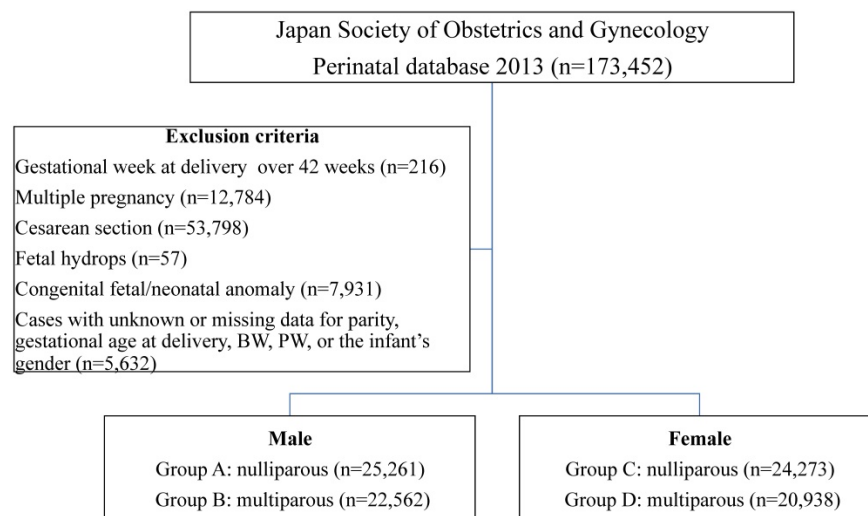 Japan Society of Obstetrics and Gynecology
Perinatal database 2013 (n=173,452)
Exclusion criteria
Gestational week at delivery over 42 weeks (n=216)
Multiple pregnancy (n=12,784)
Cesarean section (n=53,798)
Fetal hydrops (n=57)
Congenital fetal/neonatal anomaly (n=7,931)
Cases with unknown or missing data for parity,
gestational age at delivery, BW, PW, or the infant's
gender (n=5,632)
Male
Group A: nulliparous (n=25,261)
Group B: multiparous (n=22,562)
Female
Group C: nulliparous (n=24,273)
Group D: multiparous (n=20,938)